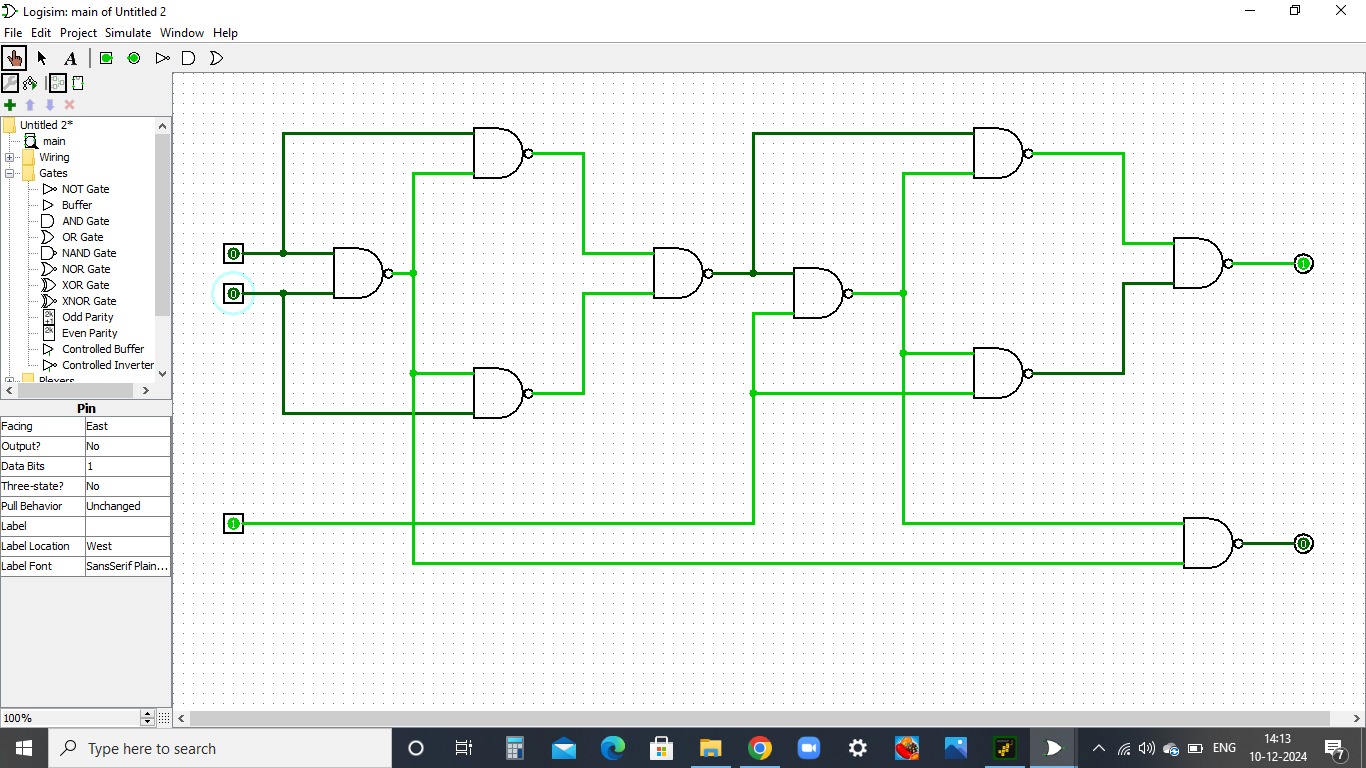 Logisim: main of Untitled 2
File Edit Project Simulate Window Help
A
Untitled 2*
main
Wiring
Gates
NOT Gate
Buffer
AND Gate
OR Gate
NAND Gate
NOR Gate
XOR Gate
XNOR Gate
Odd Parity
Even Parity
Controlled Buffer
Controlled Inverter
Plexers
Pin
Facing East
Output? No
Data Bits 1
Three-state? No
Pull Behavior Unchanged
Label
Label Location West
Label Font SansSerif Plain...
100%
0
0
1
1
0
Type here to search
ENG
14:13
10-12-2024
7